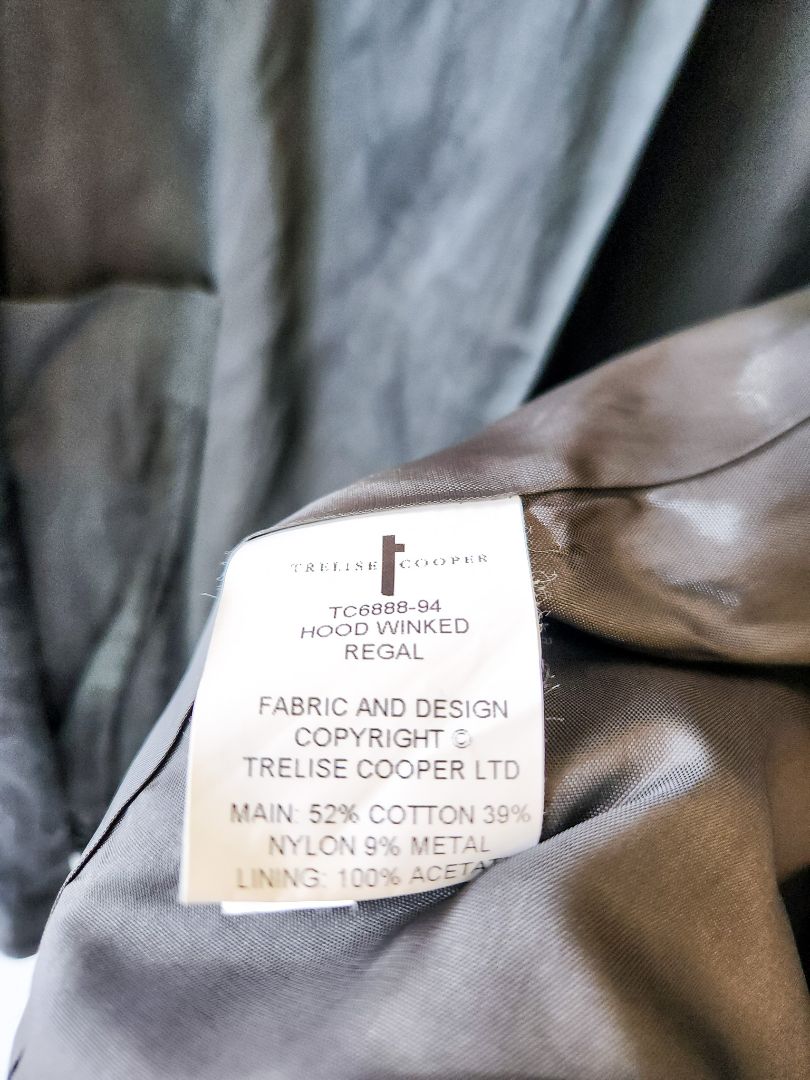 TRELISE COOPER
TC6888-94
HOOD WINKED
REGAL
FABRIC AND DESIGN
COPYRIGHT ©
TRELISE COOPER LTD
MAIN: 52% COTTON 39%
NYLON 9% METAL
LINING: 100% ACETAT